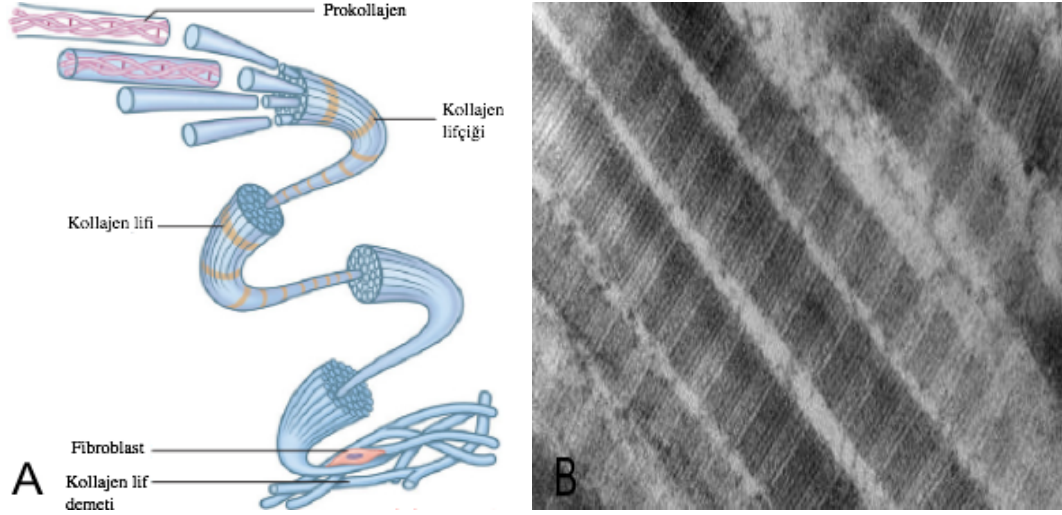 Prokollajen
Kollajen
lifçiği
Kollajen lifi
Fibroblast
Kollajen lif
demeti
A
B